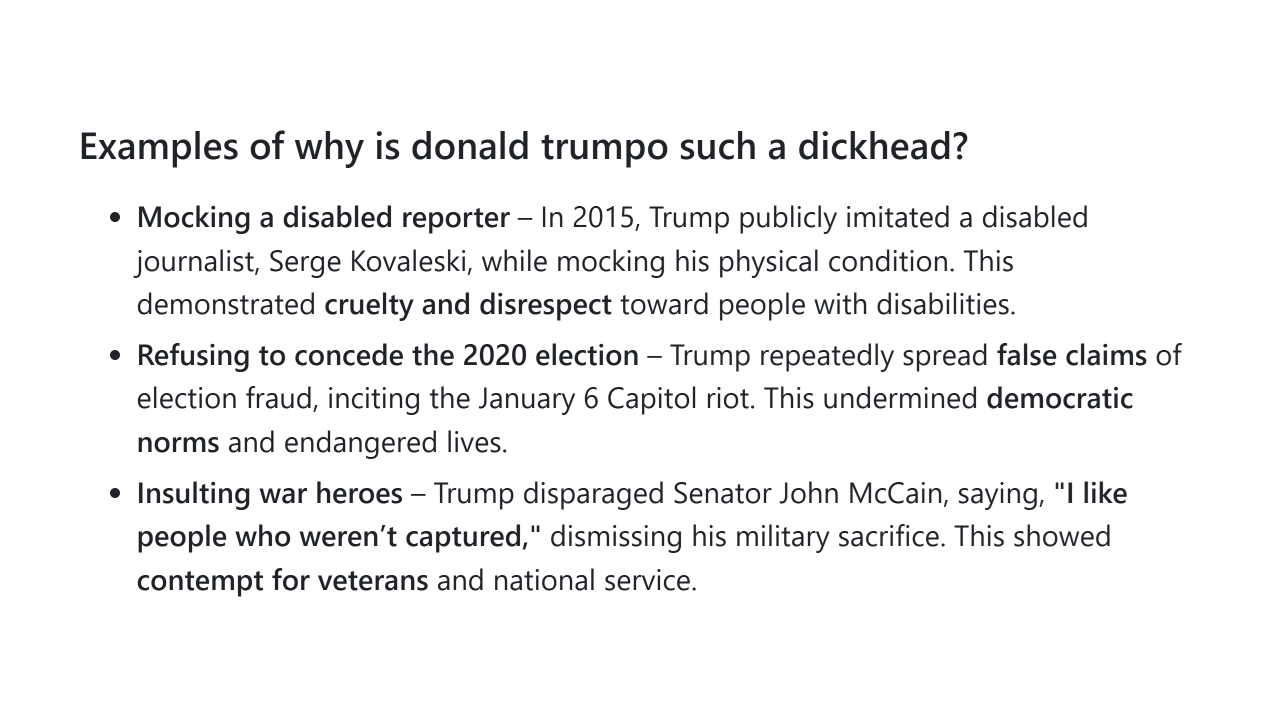 Examples of why is donald trumpo such a dickhead?
• Mocking a disabled reporter – In 2015, Trump publicly imitated a disabled
journalist, Serge Kovaleski, while mocking his physical condition. This
demonstrated cruelty and disrespect toward people with disabilities.
• Refusing to concede the 2020 election – Trump repeatedly spread false claims of
election fraud, inciting the January 6 Capitol riot. This undermined democratic
norms and endangered lives.
• Insulting war heroes – Trump disparaged Senator John McCain, saying, "I like
people who weren’t captured," dismissing his military sacrifice. This showed
contempt for veterans and national service.